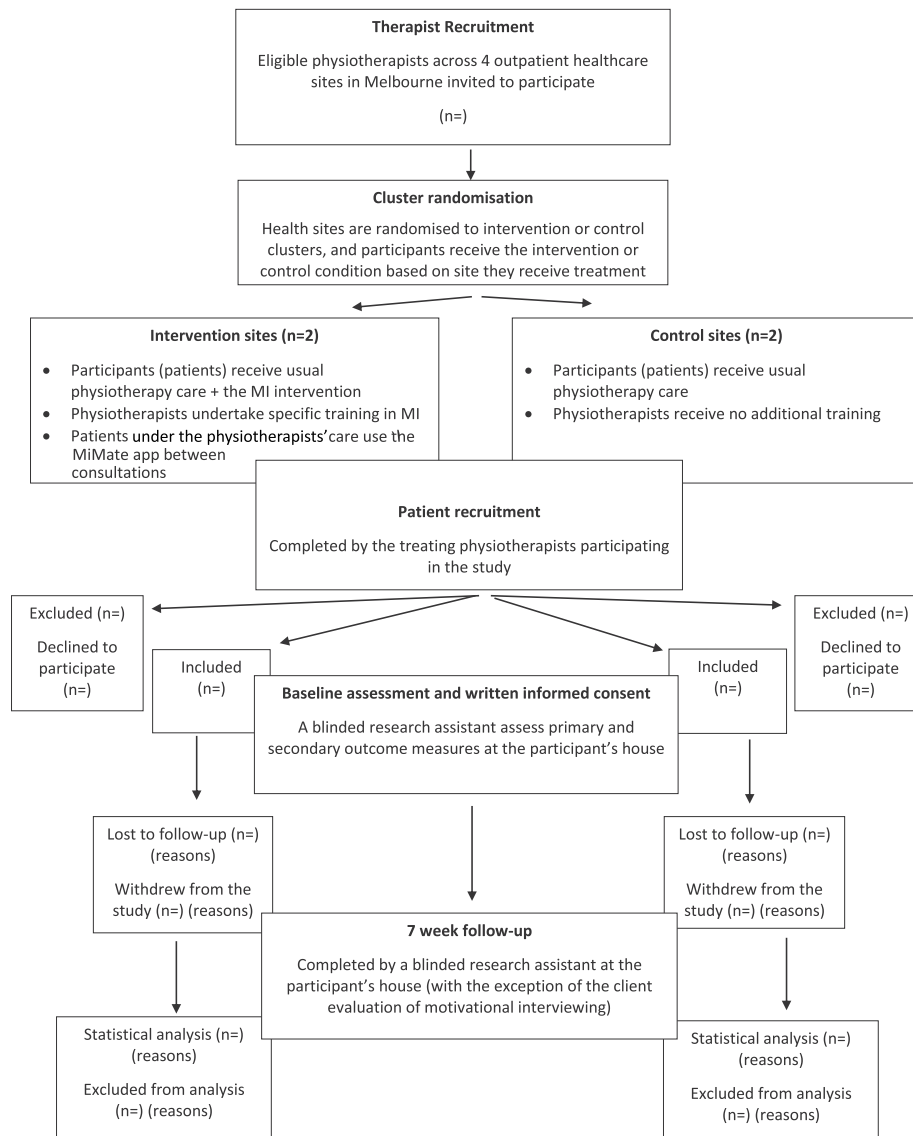 Therapist Recruitment
Eligible physiotherapists across 4 outpatient healthcare
sites in Melbourne invited to participate
(n=)
Cluster randomisation
Health sites are randomised to intervention or control
clusters, and participants receive the intervention or
control condition based on site they receive treatment
Intervention sites (n=2)
• Participants (patients) receive usual
physiotherapy care + the MI intervention
• Physiotherapists undertake specific training in MI
• Patients under the physiotherapists' care use the
MiMate app between
consultations
Control sites (n=2)
• Participants (patients) receive usual
physiotherapy care
• Physiotherapists receive no additional training
Patient recruitment
Completed by the treating physiotherapists participating
in the study
Excluded (n=)
Declined to
participate
(n=)
Included
(n=)
Included
(n=)
Excluded (n=)
Declined to
participate
(n=)
Baseline assessment and written informed consent
A blinded research assistant assess primary and
secondary outcome measures at the participant's house
Lost to follow-up (n=)
(reasons)
Withdrew from the
study (n=) (reasons)
Lost to follow-up (n=)
(reasons)
Withdrew from the
study (n=) (reasons)
7 week follow-up
Completed by a blinded research assistant at the
participant's house (with the exception of the client
evaluation of motivational interviewing)
Statistical analysis (n=)
(reasons)
Excluded from analysis
(n=) (reasons)
Statistical analysis (n=)
(reasons)
Excluded from analysis
(n=) (reasons)